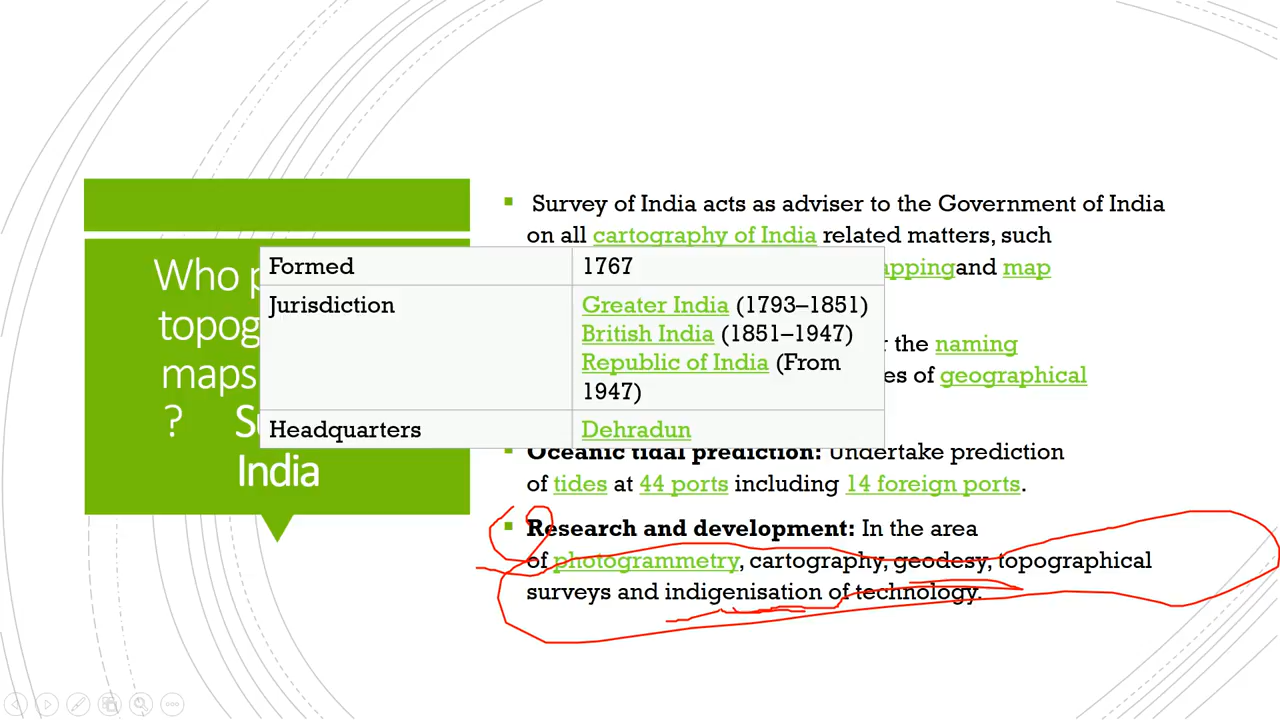 Who
topog
maps
? Su
India
Survey of India acts as adviser to the Government of India
on all cartography of India related matters, such
and map
the naming
of geographical
Formed 1767
Jurisdiction Greater India (1793–1851)
British India (1851–1947)
Republic of India (From
1947)
Headquarters Dehradun
Oceanic tidal prediction: Undertake prediction
of tides at 44 ports including 14 foreign ports.
Research and development: In the area
of photogrammetry, cartography, geodesy, topographical
surveys and indigenisation of technology.